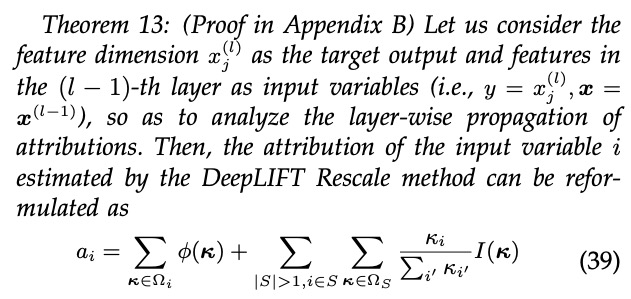 Theorem 13: (Proof in Appendix B) Let us consider the
feature dimension $x_j^{(l)}$ as the target output and features in
the $(l-1)$-th layer as input variables (i.e., $y = x_j^{(l)}, \boldsymbol{x} =$
$\boldsymbol{x}^{(l-1)}$), so as to analyze the layer-wise propagation of
attributions. Then, the attribution of the input variable $i$
estimated by the DeepLIFT Rescale method can be refor-
mulated as
$a_i = \sum_{\boldsymbol{\kappa} \in \Omega_i} \phi(\boldsymbol{\kappa}) + \sum_{|S|>1, i \in S} \sum_{\boldsymbol{\kappa} \in \Omega_S} \frac{\kappa_i}{\sum_{i'} \kappa_{i'}} I(\boldsymbol{\kappa})$ (39)